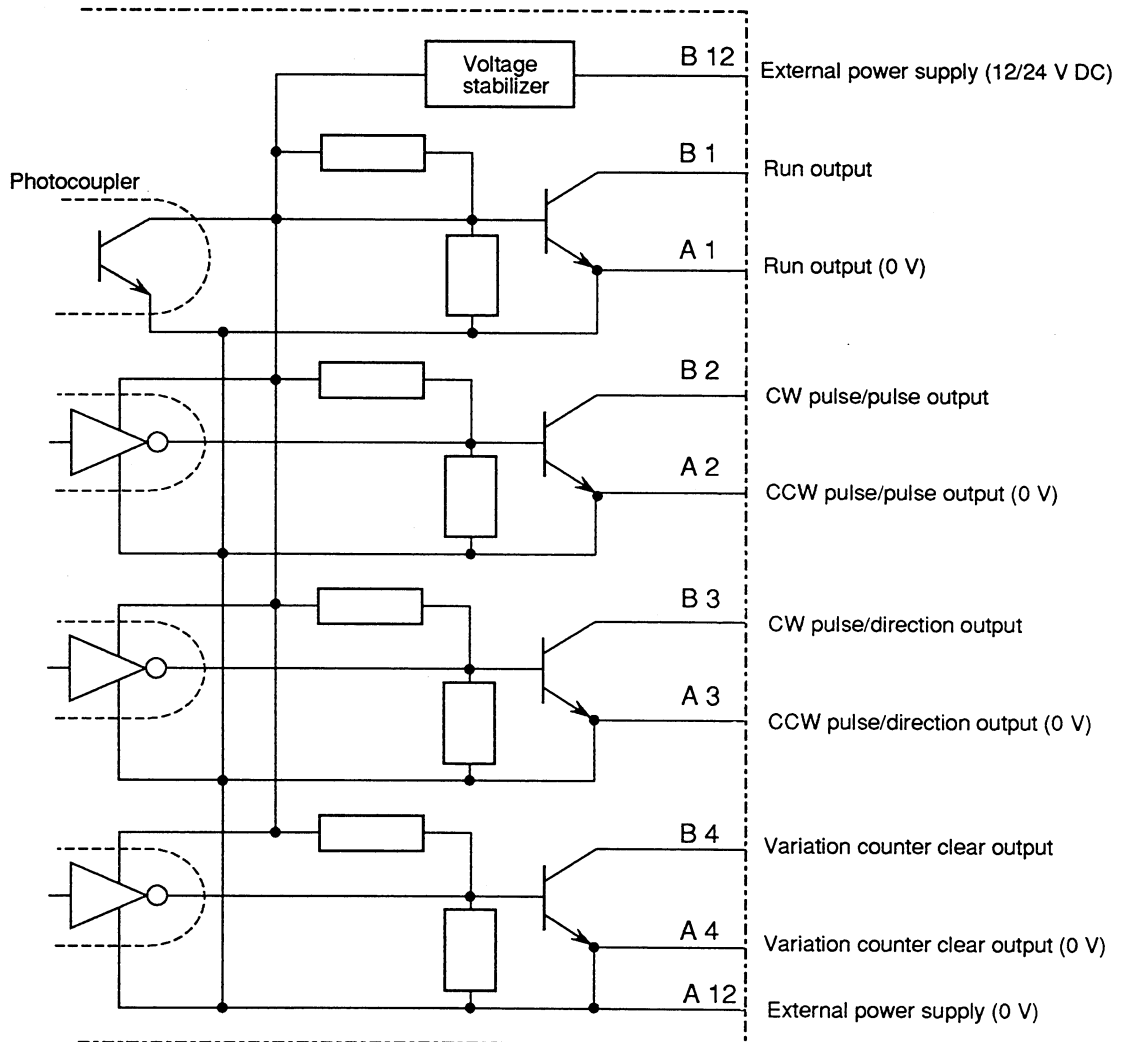 B 12
External power supply (12/24 V DC)
Voltage
stabilizer
B 1
Run output
Photocoupler
A 1
Run output (0 V)
B 2
CW pulse/pulse output
A 2
CCW pulse/pulse output (0 V)
B 3
CW pulse/direction output
A 3
CCW pulse/direction output (0 V)
B 4
Variation counter clear output
A 4
Variation counter clear output (0 V)
A 12
External power supply (0 V)